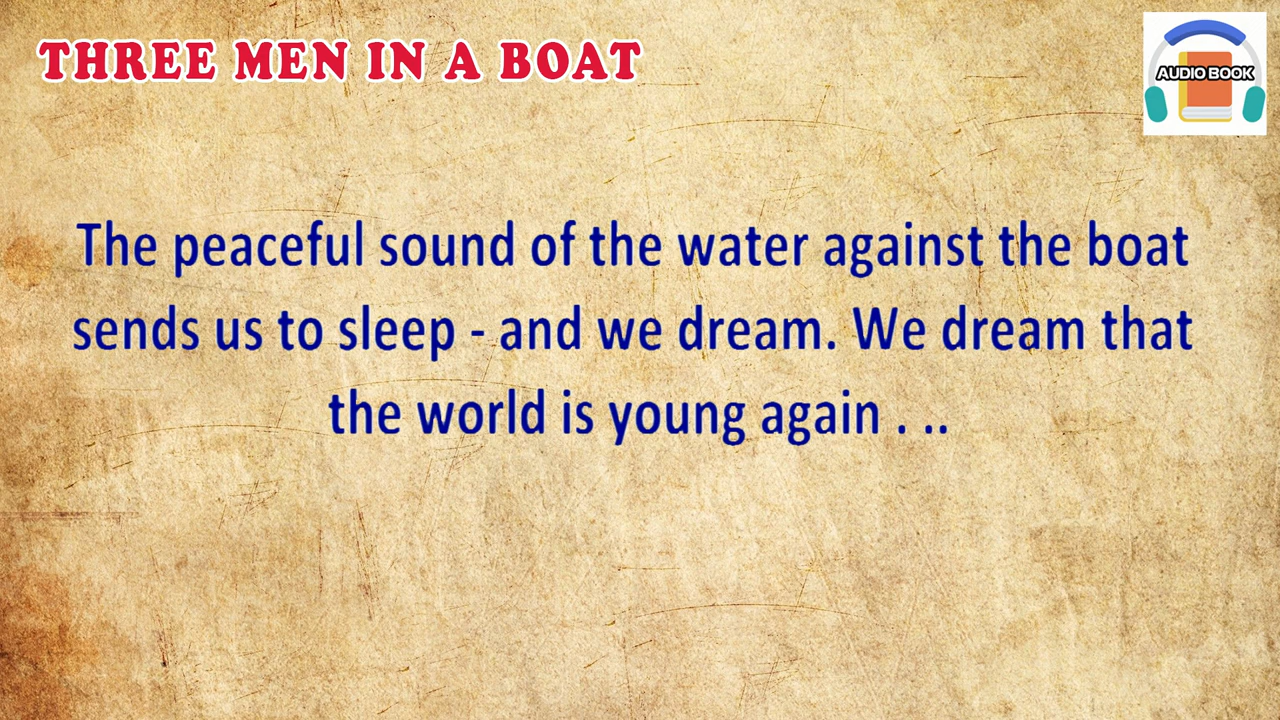 THREE MEN IN A BOAT
AUDIO BOOK
The peaceful sound of the water against the boat
sends us to sleep - and we dream. We dream that
the world is young again . ..